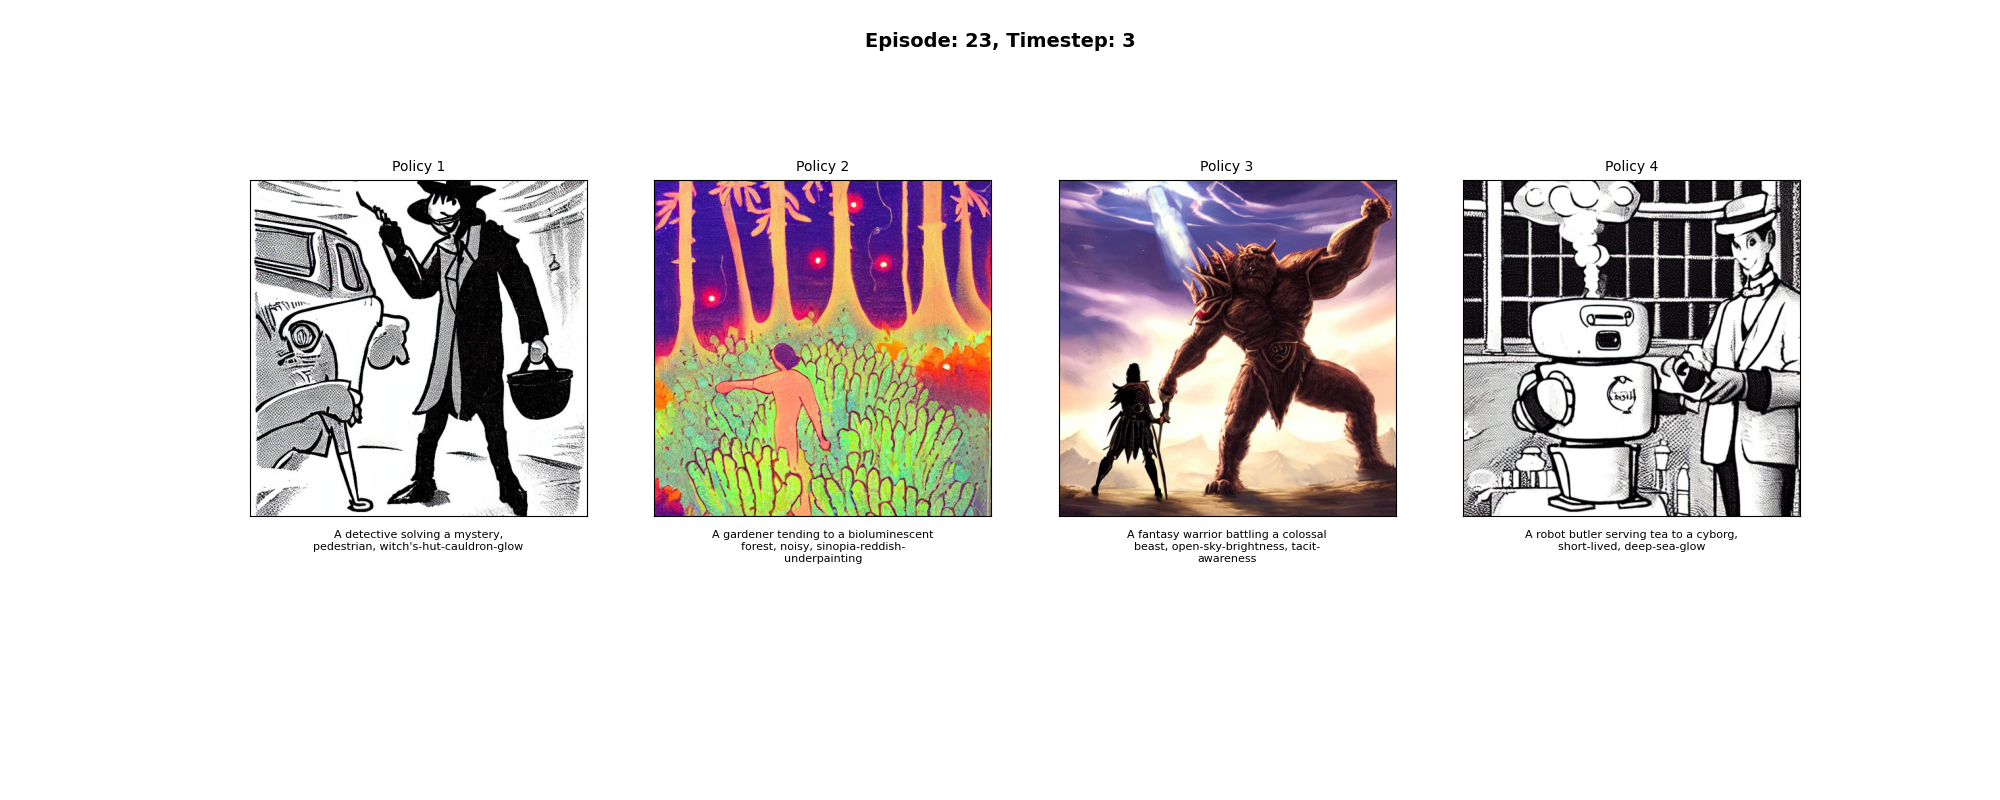 Episode: 23, Timestep: 3
Policy 1
Policy 2
Policy 3
Policy 4
A detective solving a mystery,
pedestrian, witch's-hut-cauldron-glow
A gardener tending to a bioluminescent
forest, noisy, sinopia-reddish-
underpainting
A fantasy warrior battling a colossal
beast, open-sky-brightness, tacit-
awareness
A robot butler serving tea to a cyborg,
short-lived, deep-sea-glow